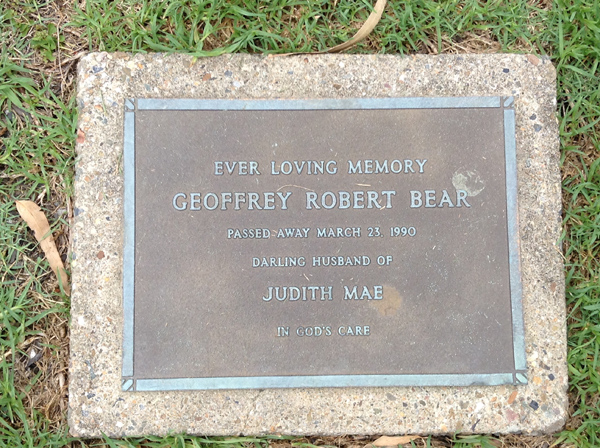 EVER LOVING MEMORY
GEOFFREY ROBERT BEAR
PASSED AWAY MARCH 23, 1990
DARLING HUSBAND OF
JUDITH MAE
IN GOD'S CARE